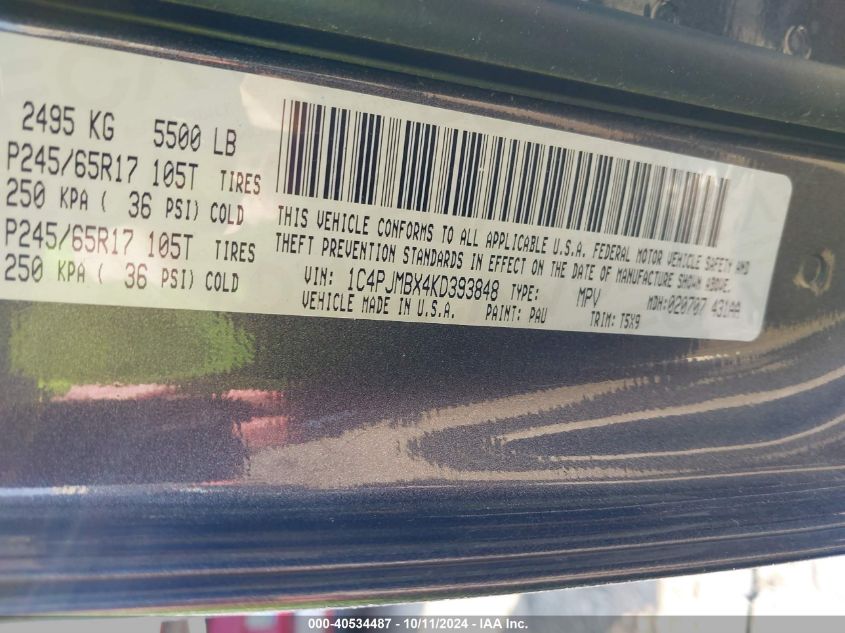 2495 KG 5500 LB
P245/65R17 105T TIRES
250 KPA ( 36 PSI) COLD
P245/65R17 105T TIRES
250 KPA ( 36 PSI) COLD
THIS VEHICLE CONFORMS TO ALL APPLICABLE U.S.A. FEDERAL MOTOR VEHICLE SAFETY AND
THEFT PREVENTION STANDARDS IN EFFECT ON THE DATE OF MANUFACTURE SHOWN ABOVE.
VIN: 1C4PJMBX4KD393848 TYPE: MPV MDH:020707 431AA
VEHICLE MADE IN U.S.A. PAINT: PAU TRIM: T5X9
000-40534487 - 10/11/2024 - IAA Inc.